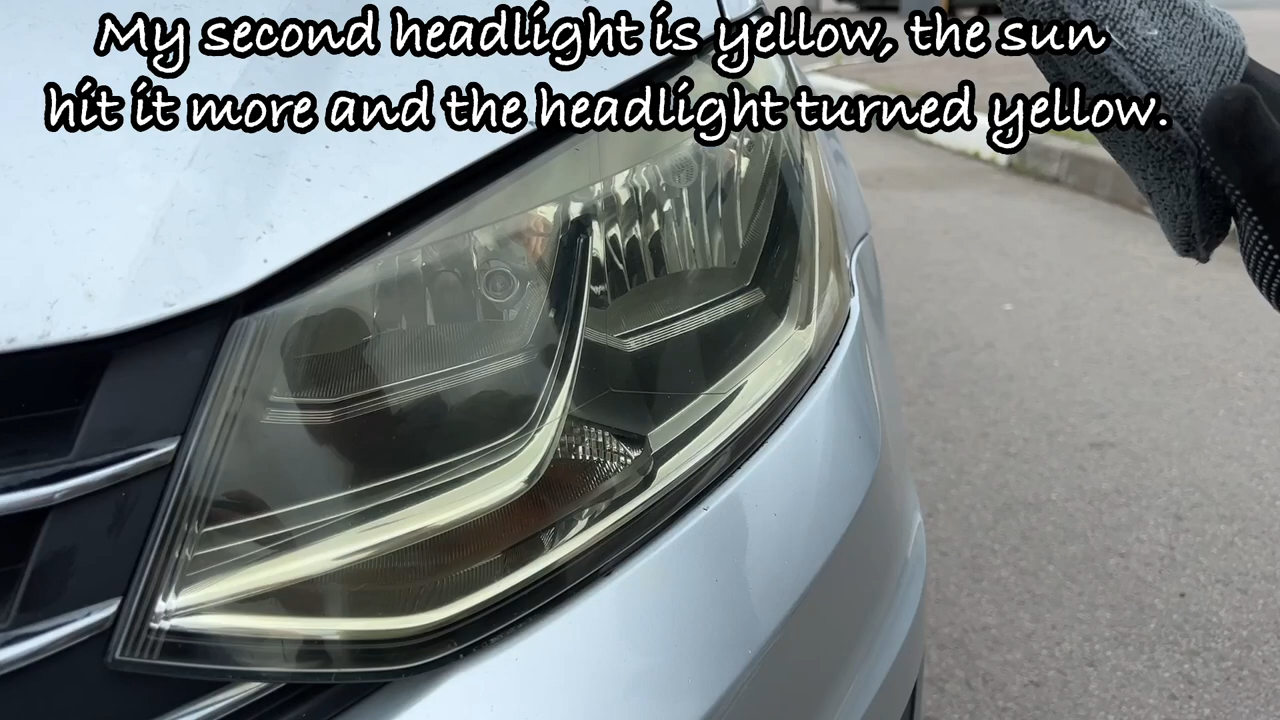 My second headlight is yellow, the sun
hit it more and the headlight turned yellow.